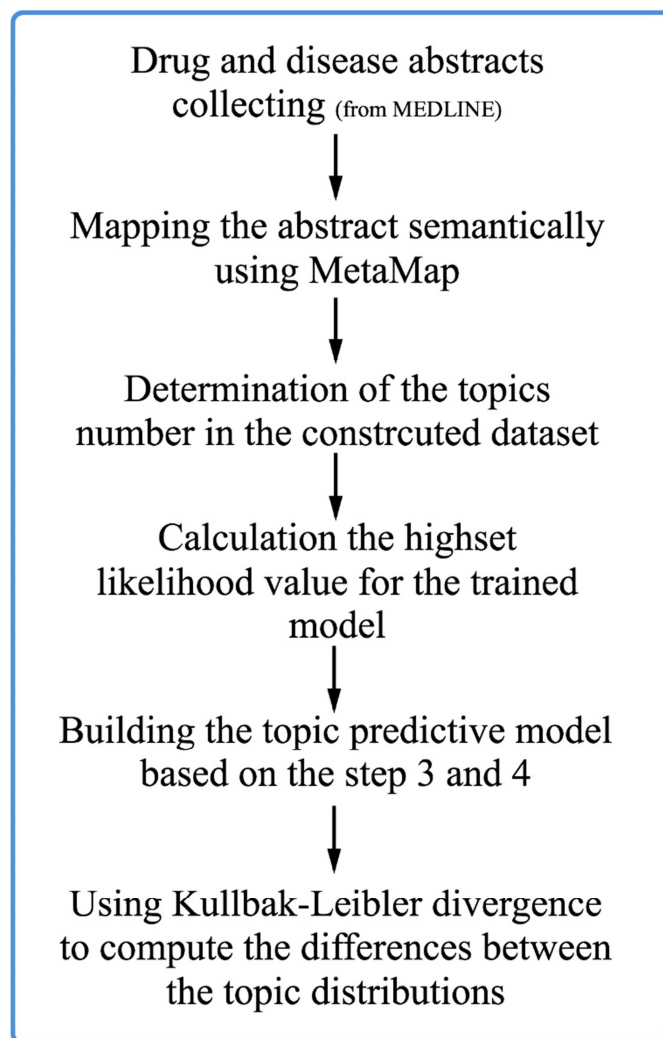 Drug and disease abstracts
collecting (from MEDLINE)
Mapping the abstract semantically
using MetaMap
Determination of the topics
number in the constrcuted dataset
Calculation the highset
likelihood value for the trained
model
Building the topic predictive model
based on the step 3 and 4
Using Kullbak-Leibler divergence
to compute the differences between
the topic distributions